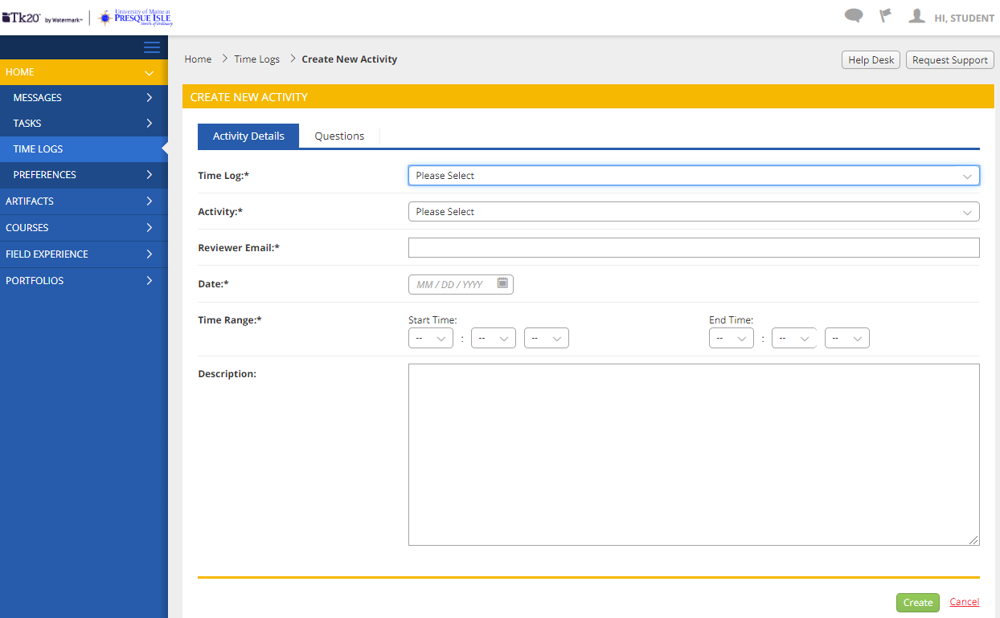 Tk20 by Watermark™ University of Maine at
PRESQUE ISLE
North of Ordinary
HI, STUDENT
Home > Time Logs > Create New Activity
Help Desk Request Support
HOME
MESSAGES
TASKS
TIME LOGS
PREFERENCES
ARTIFACTS
COURSES
FIELD EXPERIENCE
PORTFOLIOS
CREATE NEW ACTIVITY
Activity Details Questions
Time Log:* Please Select
Activity:* Please Select
Reviewer Email:*
Date:* MM / DD / YYYY
Time Range:* Start Time: End Time:
-- : -- -- -- : -- --
Description:
Create Cancel